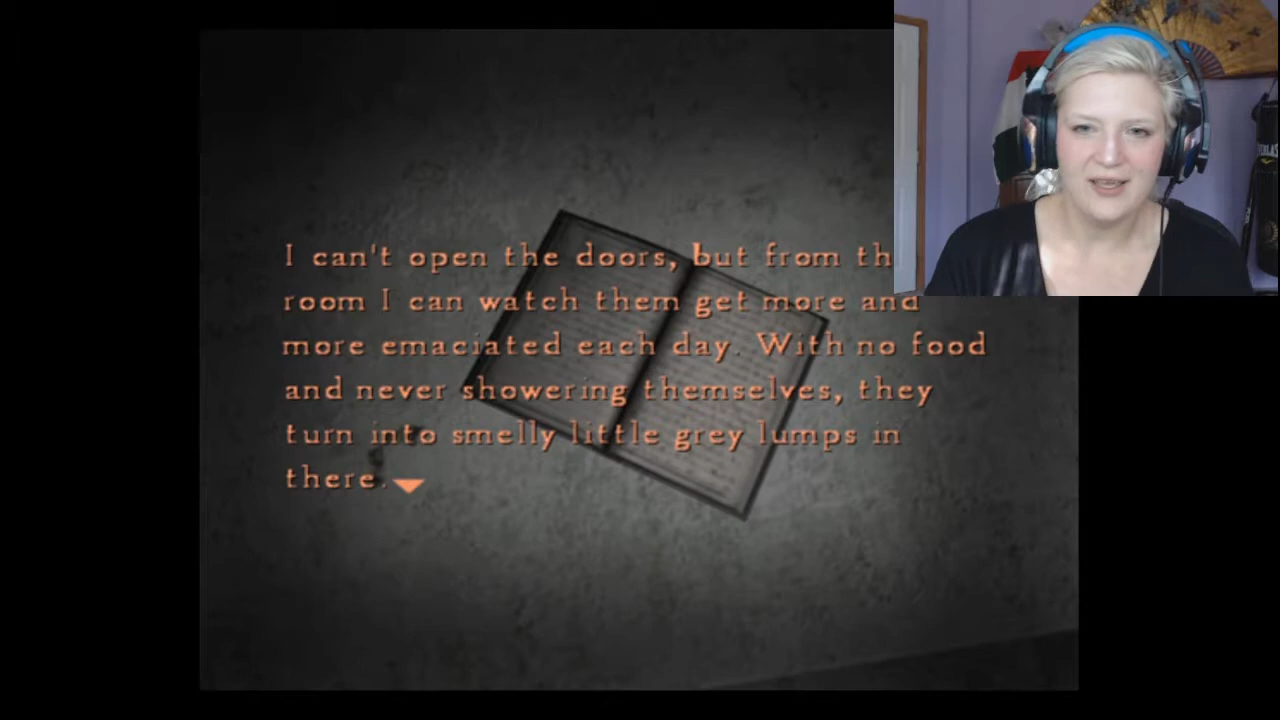 I can't open the doors, but from th
room I can watch them get more and
more emaciated each day. With no food
and never showering themselves, they
turn into smelly little grey lumps in
there.